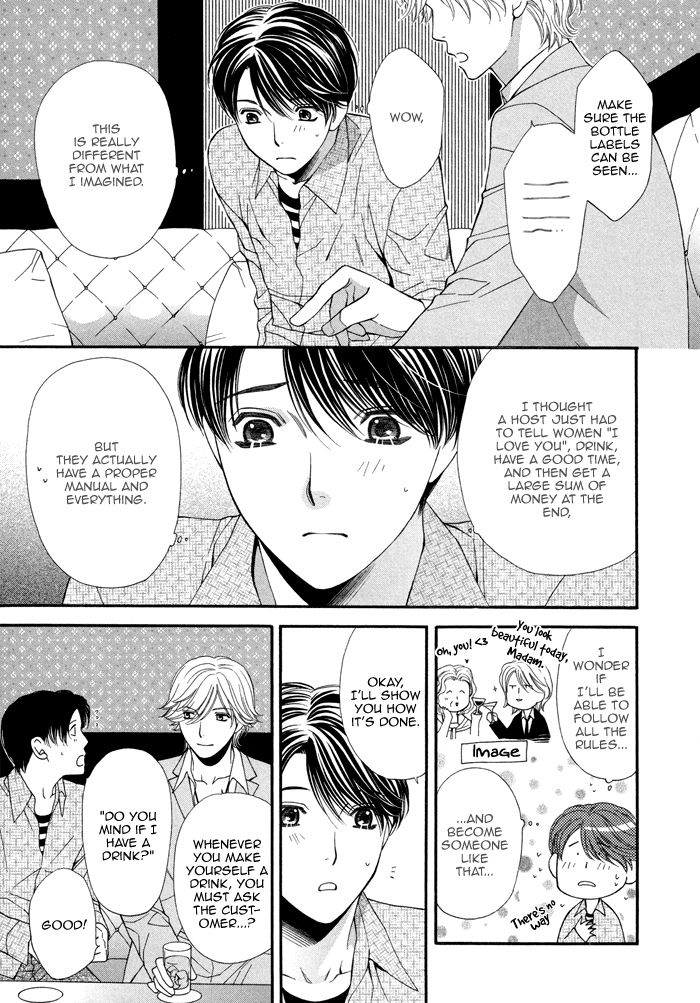 MAKE
SURE THE
BOTTLE
LABELS
CAN BE
SEEN...
WOW,
THIS
IS REALLY
DIFFERENT
FROM WHAT
I IMAGINED.
I THOUGHT
A HOST JUST HAD
TO TELL WOMEN "I
LOVE YOU", DRINK,
HAVE A GOOD TIME,
AND THEN GET A
LARGE SUM OF
MONEY AT THE
END,
BUT
THEY ACTUALLY
HAVE A PROPER
MANUAL AND
EVERYTHING.
I
WONDER
IF
I'LL BE
ABLE TO
FOLLOW
ALL THE
RULES...
You look
beautiful today,
Madam.
Oh, you! <3
Image
...AND
BECOME
SOMEONE
LIKE
THAT...
There's no
way
OKAY,
I'LL SHOW
YOU HOW
IT'S DONE.
WHENEVER
YOU MAKE
YOURSELF A
DRINK, YOU
MUST ASK
THE CUST-
OMER...?
"DO YOU
MIND IF I
HAVE A
DRINK?"
GOOD!